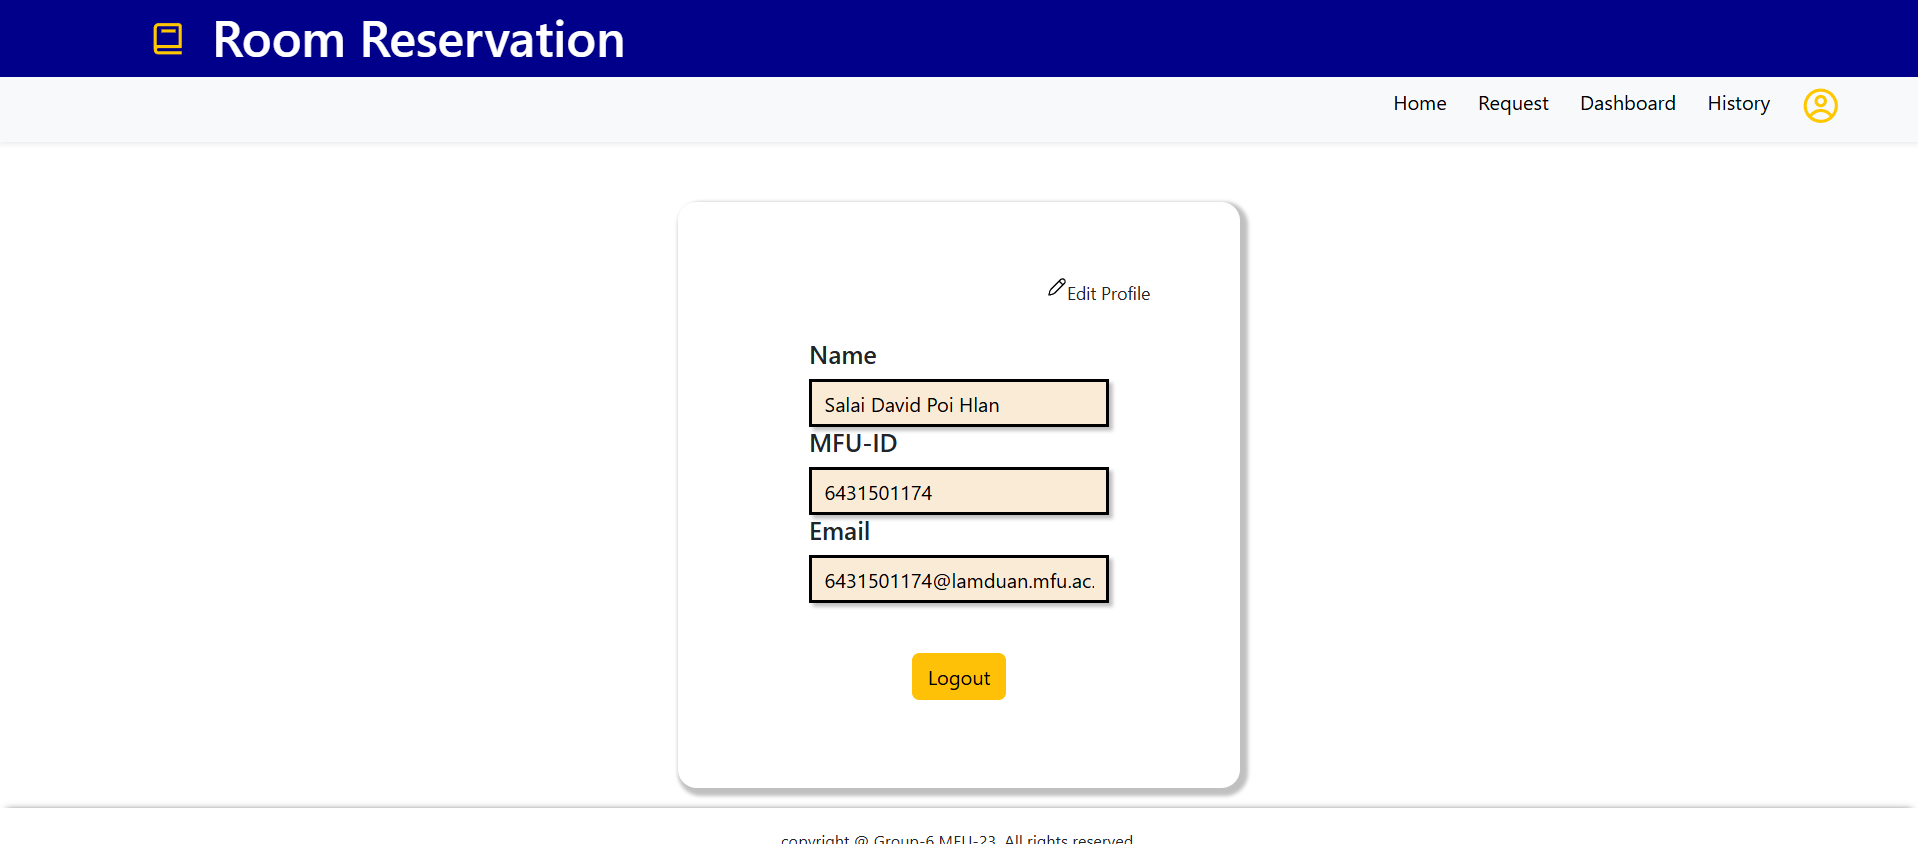 Room Reservation
Home Request Dashboard History
Edit Profile
Name
Salai David Poi Hlan
MFU-ID
6431501174
Email
6431501174@lamduan.mfu.ac.
Logout
copyright @ Group-6 MFU-23. All rights reserved